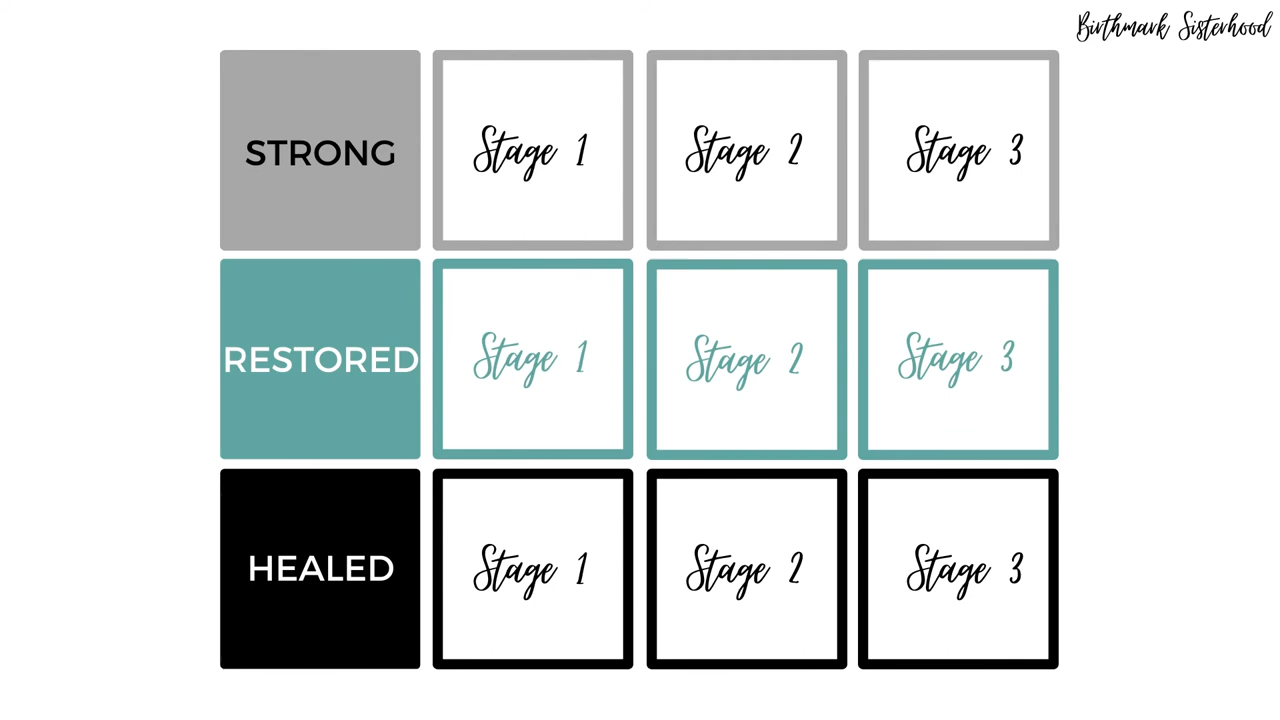 Birthmark Sisterhood
STRONG Stage 1 Stage 2 Stage 3
RESTORED Stage 1 Stage 2 Stage 3
HEALED Stage 1 Stage 2 Stage 3